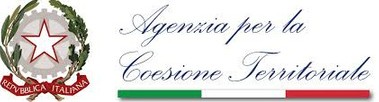 Agenzia per la
Coesione Territoriale
REPVBBLICA ITALIANA